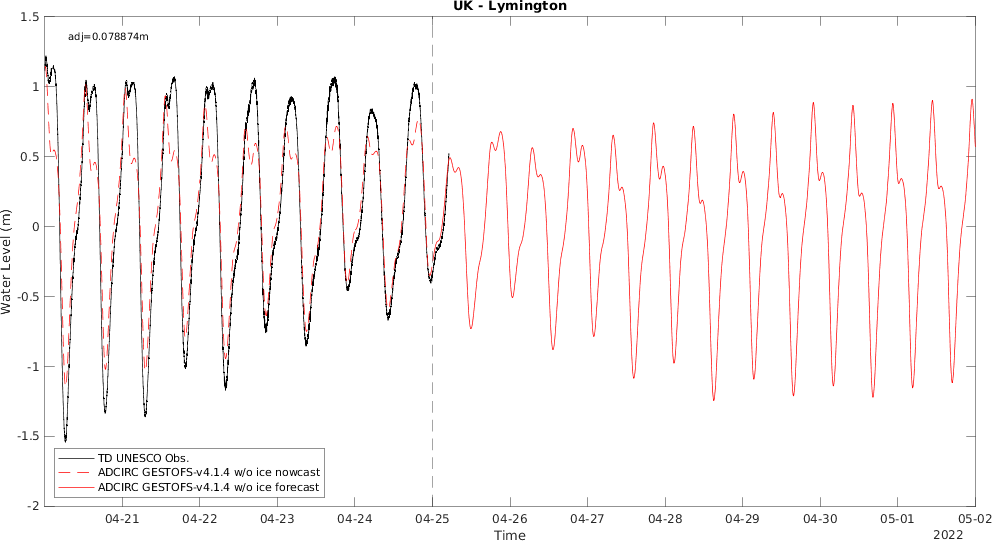 UK - Lymington
adj=0.078874m
Water Level (m)
1.5
1
0.5
0
-0.5
-1
-1.5
-2
TD UNESCO Obs.
ADCIRC GESTOFS-v4.1.4 w/o ice nowcast
ADCIRC GESTOFS-v4.1.4 w/o ice forecast
04-21 04-22 04-23 04-24 04-25 04-26 04-27 04-28 04-29 04-30 05-01 05-02
Time
2022